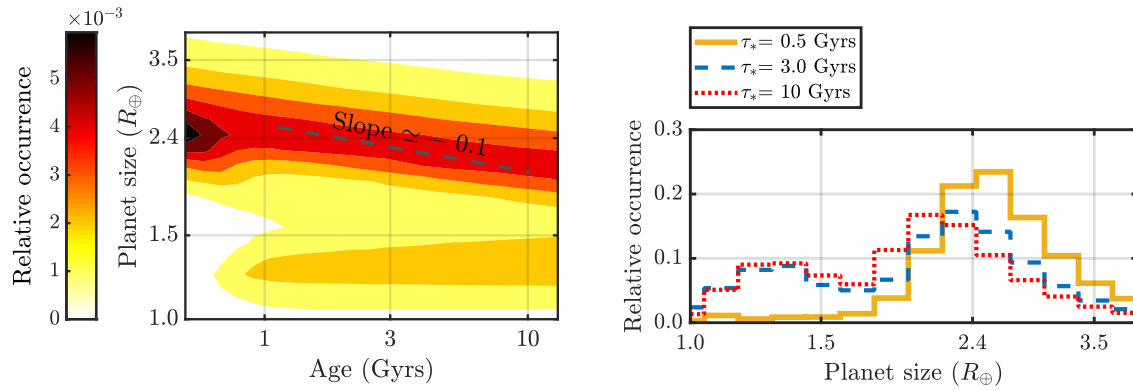 ×10⁻³
5
4
3
2
1
0
Relative occurrence
3.5
2.4
1.5
1.0
Planet size (R⊕)
Slope ≃ − 0.1
1
3
10
Age (Gyrs)
τ*= 0.5 Gyrs
τ*= 3.0 Gyrs
τ*= 10 Gyrs
0.3
0.2
0.1
0.0
Relative occurrence
1.0
1.5
2.4
3.5
Planet size (R⊕)